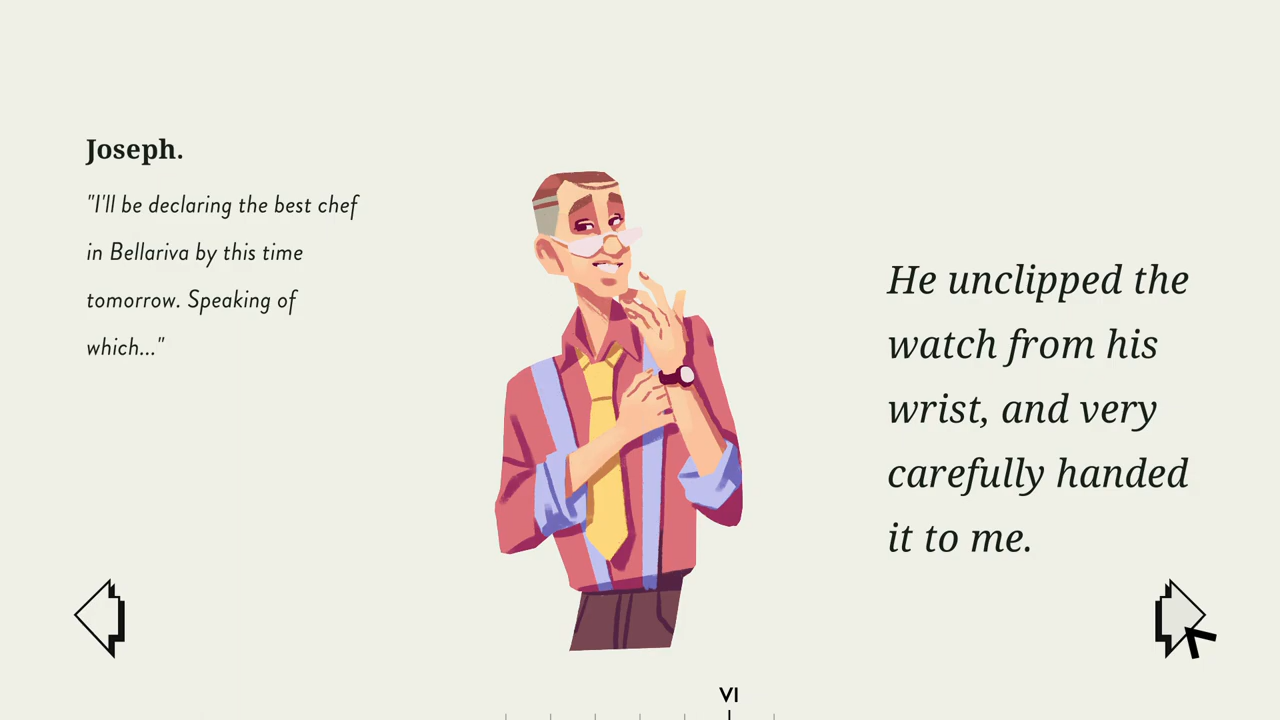 Joseph.
"I'll be declaring the best chef
in Bellariva by this time
tomorrow. Speaking of
which..."
He unclipped the
watch from his
wrist, and very
carefully handed
it to me.
VI